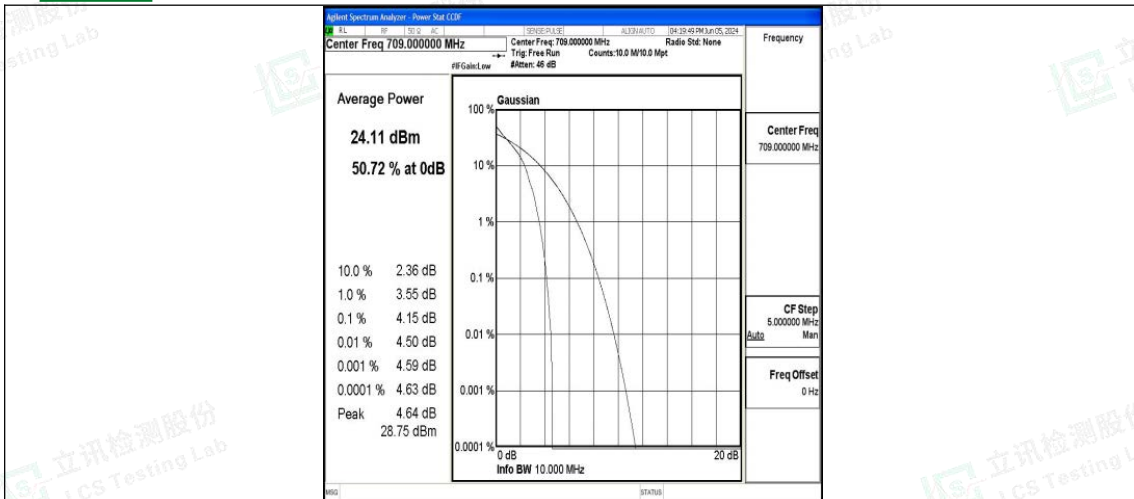 Agilent Spectrum Analyzer - Power Stat CCDF
RL RF 50 Ω AC SENSE:PULSE ALIGNAUTO 04:19:49 PM Jun 05, 2024
Center Freq 709.000000 MHz
Center Freq: 709.000000 MHz Radio Std: None
Trig: Free Run Counts:10.0 M/10.0 Mpt
#IFGain:Low #Atten: 46 dB
Frequency
Average Power
24.11 dBm
50.72 % at 0dB
10.0 % 2.36 dB
1.0 % 3.55 dB
0.1 % 4.15 dB
0.01 % 4.50 dB
0.001 % 4.59 dB
0.0001 % 4.63 dB
Peak 4.64 dB
28.75 dBm
Gaussian
100 %
10 %
1 %
0.1 %
0.01 %
0.001 %
0.0001 %
0 dB 20 dB
Info BW 10.000 MHz
Center Freq
709.000000 MHz
CF Step
5.000000 MHz
Auto Man
Freq Offset
0 Hz
MSG STATUS
立讯检测股份
LCS Testing Lab
立讯检测股份
LCS Testing Lab